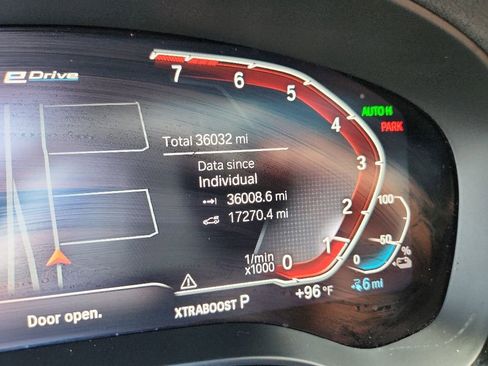 eDrive
7
6
5
4
3
2
1
0
1/min
x1000
AUTO H
PARK
Total 36032 mi
Data since
Individual
36008.6 mi
17270.4 mi
100
50
0
%
6 mi
Door open.
XTRABOOST P
+96 °F